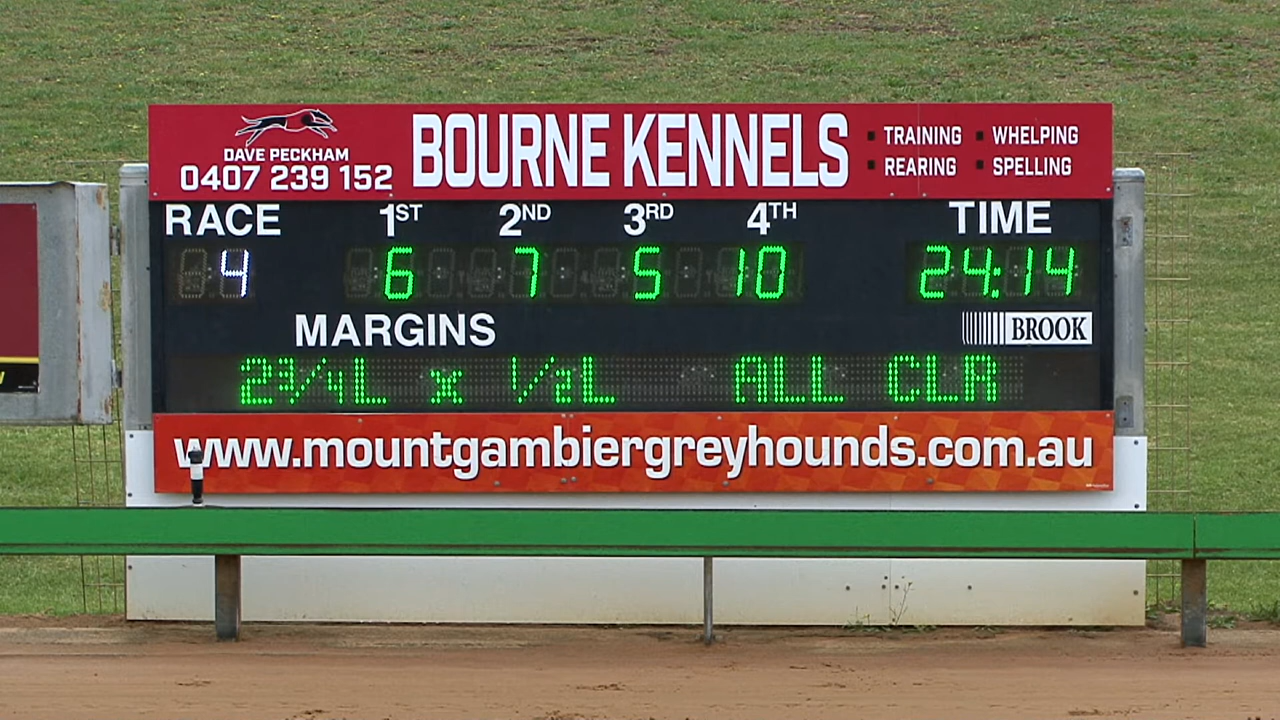 DAVE PECKHAM
0407 239 152
BOURNE KENNELS
TRAINING WHELPING
REARING SPELLING
RACE 1ST 2ND 3RD 4TH TIME
4 6 7 5 10 24:14
MARGINS BROOK
2¾L x ½L ALL CLR
www.mountgambiergreyhounds.com.au